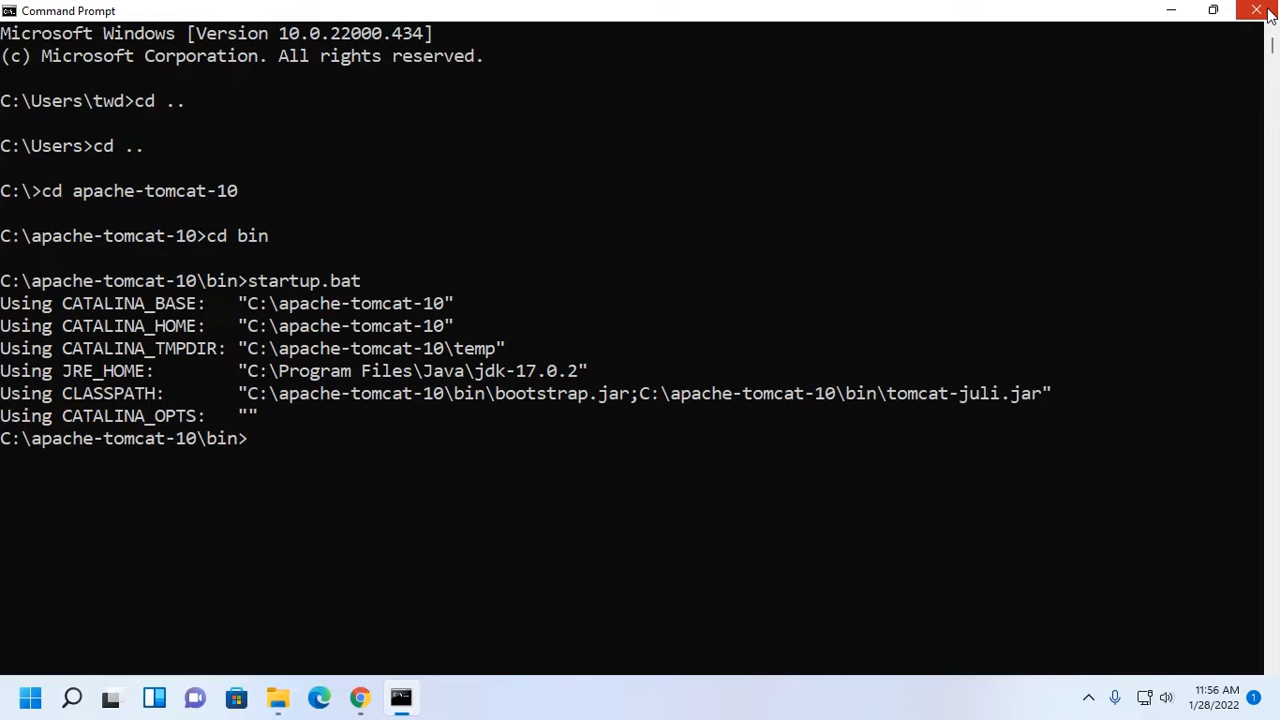 Command Prompt
Microsoft Windows [Version 10.0.22000.434]
(c) Microsoft Corporation. All rights reserved.
C:\Users\twd>cd ..
C:\Users>cd ..
C:\>cd apache-tomcat-10
C:\apache-tomcat-10>cd bin
C:\apache-tomcat-10\bin>startup.bat
Using CATALINA_BASE:   "C:\apache-tomcat-10"
Using CATALINA_HOME:   "C:\apache-tomcat-10"
Using CATALINA_TMPDIR: "C:\apache-tomcat-10\temp"
Using JRE_HOME:        "C:\Program Files\Java\jdk-17.0.2"
Using CLASSPATH:       "C:\apache-tomcat-10\bin\bootstrap.jar;C:\apache-tomcat-10\bin\tomcat-juli.jar"
Using CATALINA_OPTS:   ""
C:\apache-tomcat-10\bin>
11:56 AM
1/28/2022
1